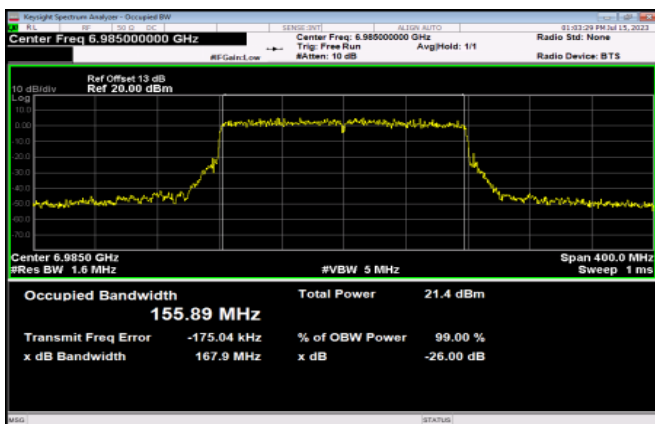 Keysight Spectrum Analyzer - Occupied BW
RL RF 50 Ω DC SENSE:INT ALIGN AUTO 01:03:29 PM Jul 15, 2023
Center Freq 6.985000000 GHz Center Freq: 6.985000000 GHz Radio Std: None
Trig: Free Run Avg|Hold: 1/1
#IFGain:Low #Atten: 10 dB Radio Device: BTS
Ref Offset 13 dB
10 dB/div Ref 20.00 dBm
Log
10.0
0.00
-10.0
-20.0
-30.0
-40.0
-50.0
-60.0
-70.0
Center 6.9850 GHz Span 400.0 MHz
#Res BW 1.6 MHz #VBW 5 MHz Sweep 1 ms
Occupied Bandwidth Total Power 21.4 dBm
155.89 MHz
Transmit Freq Error -175.04 kHz % of OBW Power 99.00 %
x dB Bandwidth 167.9 MHz x dB -26.00 dB
MSG STATUS